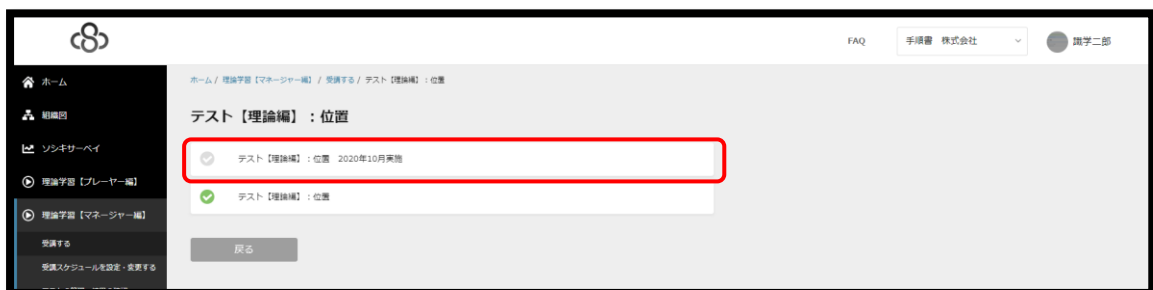 FAQ
手順書 株式会社
識学二郎
ホーム
組織図
ソシキサーベイ
理論学習【プレーヤー編】
理論学習【マネージャー編】
受講する
受講スケジュールを設定・変更する
ホーム / 理論学習【マネージャー編】 / 受講する / テスト【理論編】:位置
テスト【理論編】:位置
テスト【理論編】:位置 2020年10月実施
テスト【理論編】:位置
戻る